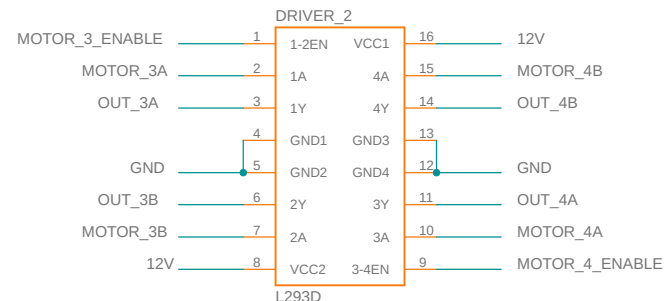 DRIVER_2
MOTOR_3_ENABLE 1 1-2EN VCC1 16 12V
MOTOR_3A 2 1A 4A 15 MOTOR_4B
OUT_3A 3 1Y 4Y 14 OUT_4B
4 GND1 GND3 13
GND 5 GND2 GND4 12 GND
OUT_3B 6 2Y 3Y 11 OUT_4A
MOTOR_3B 7 2A 3A 10 MOTOR_4A
12V 8 VCC2 3-4EN 9 MOTOR_4_ENABLE
L293D